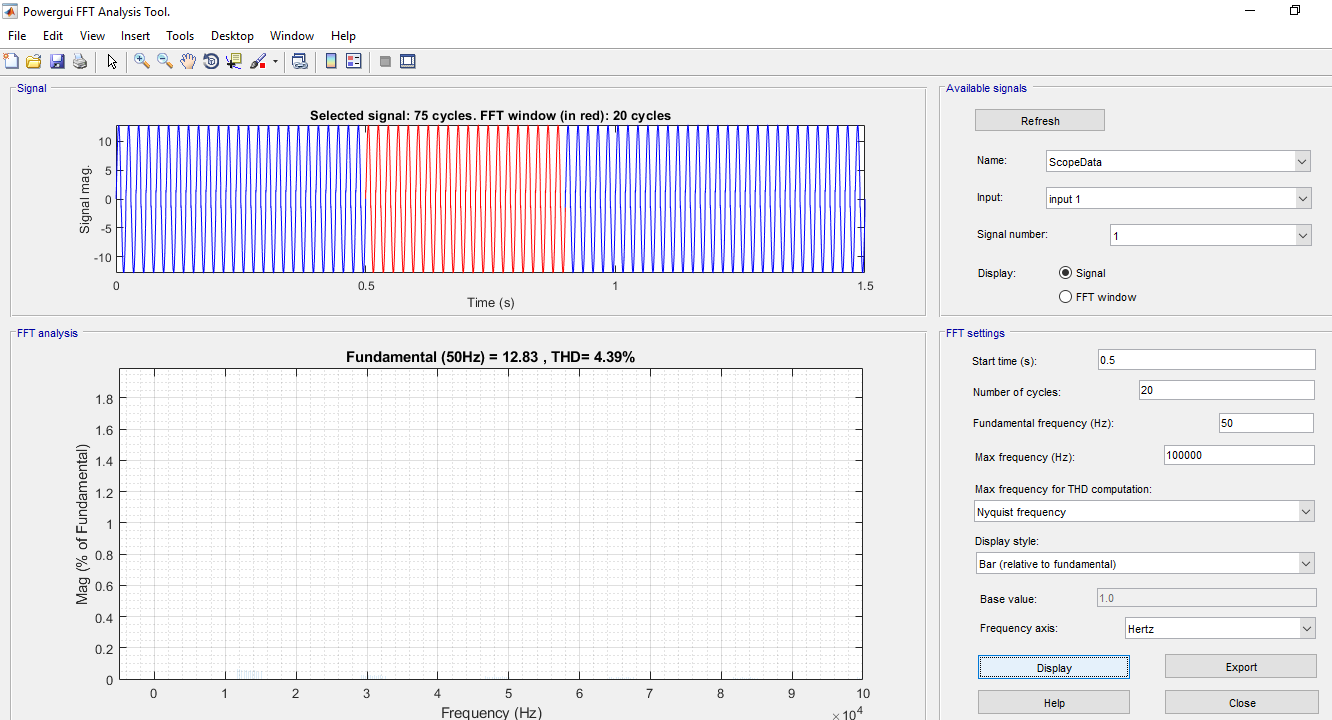 Powergui FFT Analysis Tool.
File Edit View Insert Tools Desktop Window Help
Signal
Selected signal: 75 cycles. FFT window (in red): 20 cycles
Signal mag.
10
5
0
-5
-10
0 0.5 1 1.5
Time (s)
FFT analysis
Fundamental (50Hz) = 12.83 , THD= 4.39%
Mag (% of Fundamental)
1.8
1.6
1.4
1.2
1
0.8
0.6
0.4
0.2
0
0 1 2 3 4 5 6 7 8 9 10
Frequency (Hz)
×10^4
Available signals
Refresh
Name: ScopeData
Input: input 1
Signal number: 1
Display: Signal
FFT window
FFT settings
Start time (s): 0.5
Number of cycles: 20
Fundamental frequency (Hz): 50
Max frequency (Hz): 100000
Max frequency for THD computation:
Nyquist frequency
Display style:
Bar (relative to fundamental)
Base value: 1.0
Frequency axis: Hertz
Display Export
Help Close